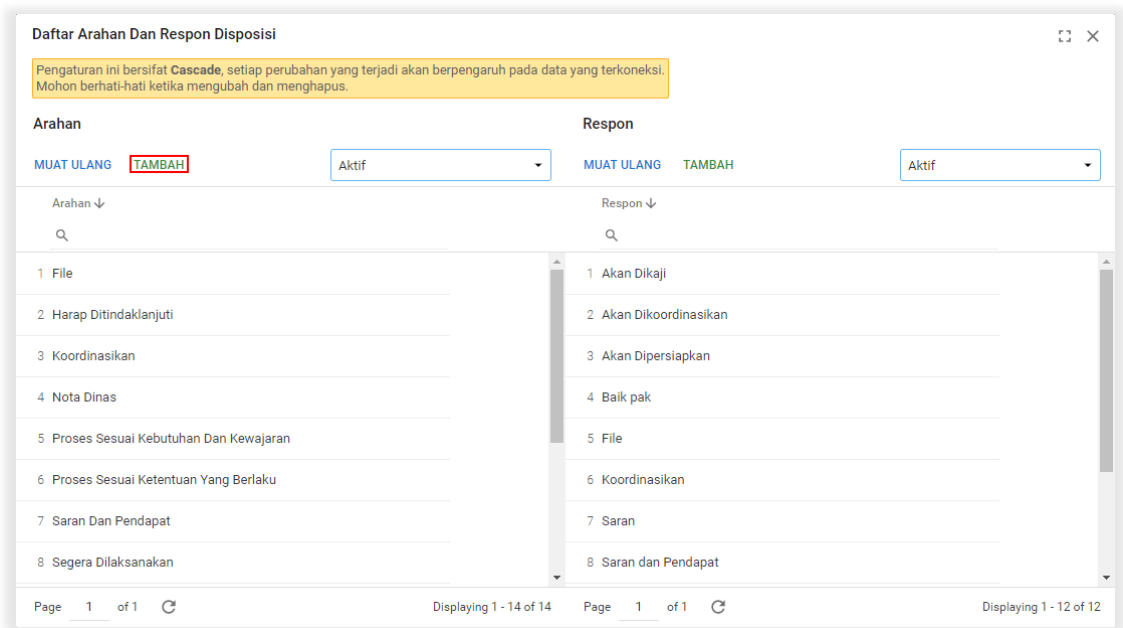 Daftar Arahan Dan Respon Disposisi
Pengaturan ini bersifat Cascade, setiap perubahan yang terjadi akan berpengaruh pada data yang terkoneksi.
Mohon berhati-hati ketika mengubah dan menghapus.
Arahan
MUAT ULANG TAMBAH Aktif
Arahan
1 File
2 Harap Ditindaklanjuti
3 Koordinasikan
4 Nota Dinas
5 Proses Sesuai Kebutuhan Dan Kewajaran
6 Proses Sesuai Ketentuan Yang Berlaku
7 Saran Dan Pendapat
8 Segera Dilaksanakan
Page 1 of 1 Displaying 1 - 14 of 14
Respon
MUAT ULANG TAMBAH Aktif
Respon
1 Akan Dikaji
2 Akan Dikoordinasikan
3 Akan Dipersiapkan
4 Baik pak
5 File
6 Koordinasikan
7 Saran
8 Saran dan Pendapat
Page 1 of 1 Displaying 1 - 12 of 12